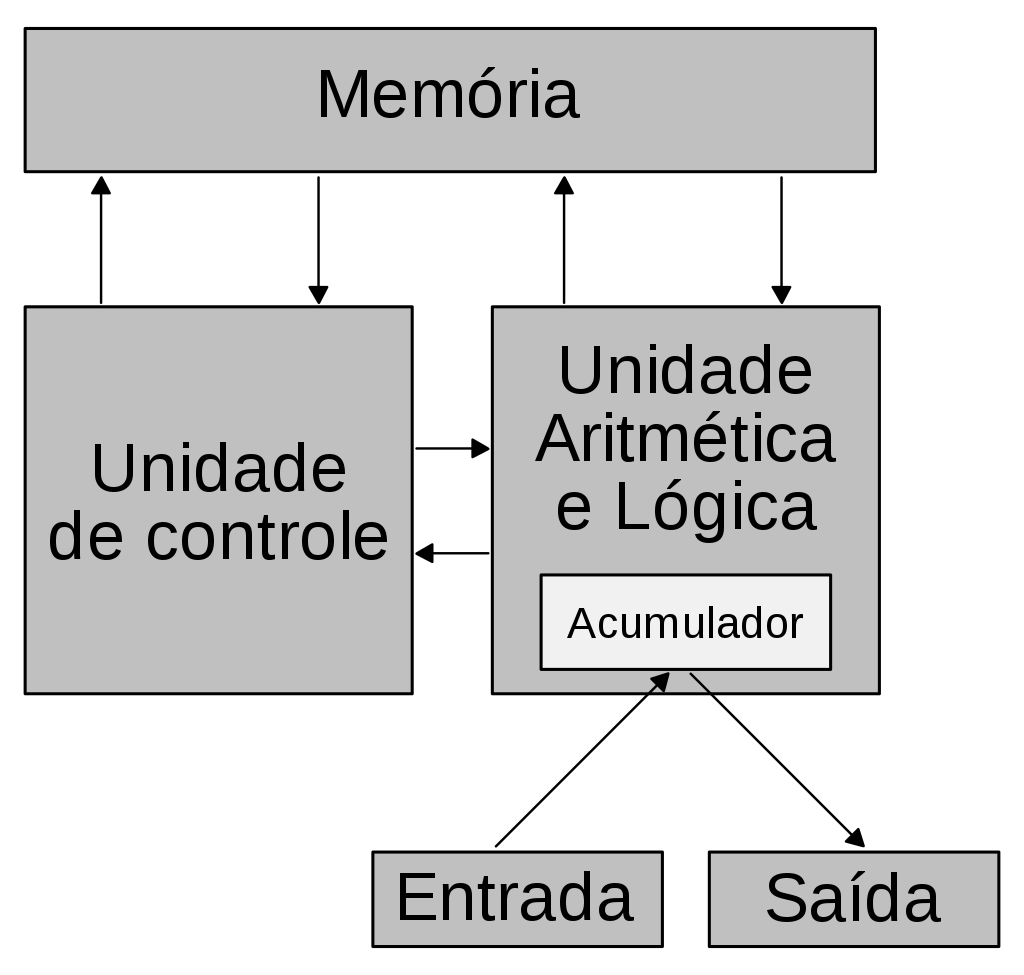 Memória
Unidade
de controle
Unidade
Aritmética
e Lógica
Acumulador
Entrada
Saída